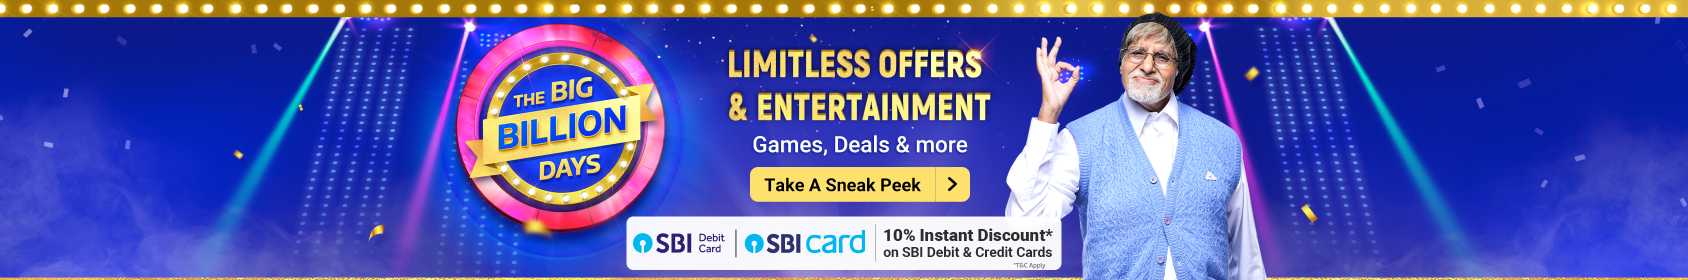 THE BIG
BILLION
DAYS
LIMITLESS OFFERS
& ENTERTAINMENT
Games, Deals & more
Take A Sneak Peek
SBI Debit
Card
SBI card
10% Instant Discount*
on SBI Debit & Credit Cards
*T&C Apply